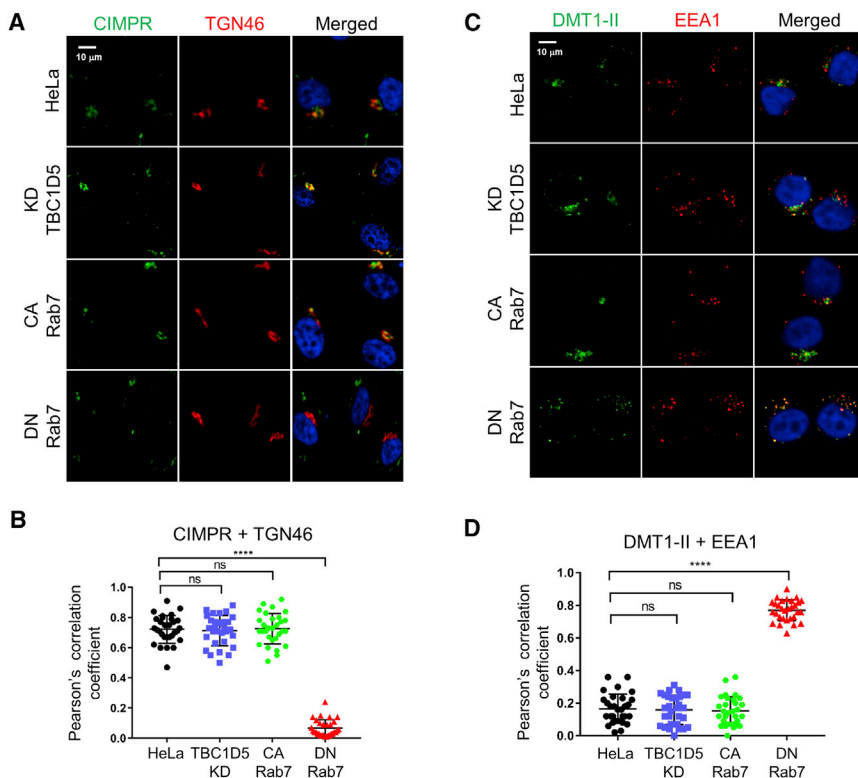 A
CIMPR TGN46 Merged
10 µm
HeLa
KD
TBC1D5
CA
Rab7
DN
Rab7
B
CIMPR + TGN46
****
ns
ns
Pearson's correlation
coefficient
1.0
0.8
0.6
0.4
0.2
0.0
HeLa TBC1D5 CA DN
KD Rab7 Rab7
C
DMT1-II EEA1 Merged
10 µm
HeLa
KD
TBC1D5
CA
Rab7
DN
Rab7
D
DMT1-II + EEA1
****
ns
ns
Pearson's correlation
coefficient
1.0
0.8
0.6
0.4
0.2
0.0
HeLa TBC1D5 CA DN
KD Rab7 Rab7